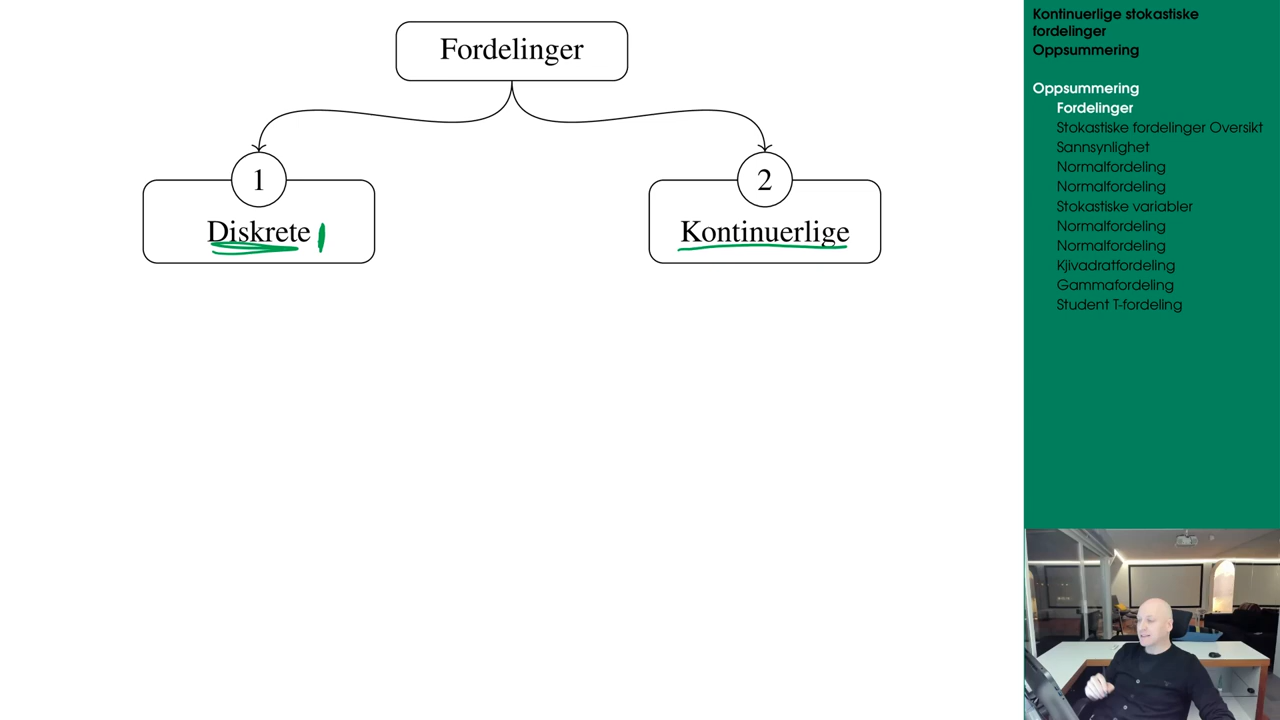 Fordelinger
1
2
Diskrete
Kontinuerlige
Kontinuerlige stokastiske
fordelinger
Oppsummering
Oppsummering
Fordelinger
Stokastiske fordelinger Oversikt
Sannsynlighet
Normalfordeling
Normalfordeling
Stokastiske variabler
Normalfordeling
Normalfordeling
Kjivadratfordeling
Gammafordeling
Student T-fordeling